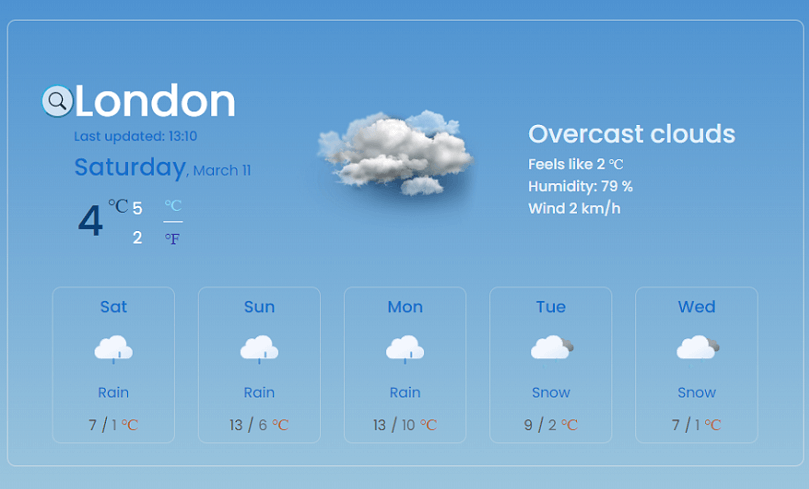 London
Last updated: 13:10
Saturday, March 11
4 °C 5 °C
2 °F
Overcast clouds
Feels like 2 °C
Humidity: 79 %
Wind 2 km/h
Sat Sun Mon Tue Wed
Rain Rain Rain Snow Snow
7 / 1 °C 13 / 6 °C 13 / 10 °C 9 / 2 °C 7 / 1 °C